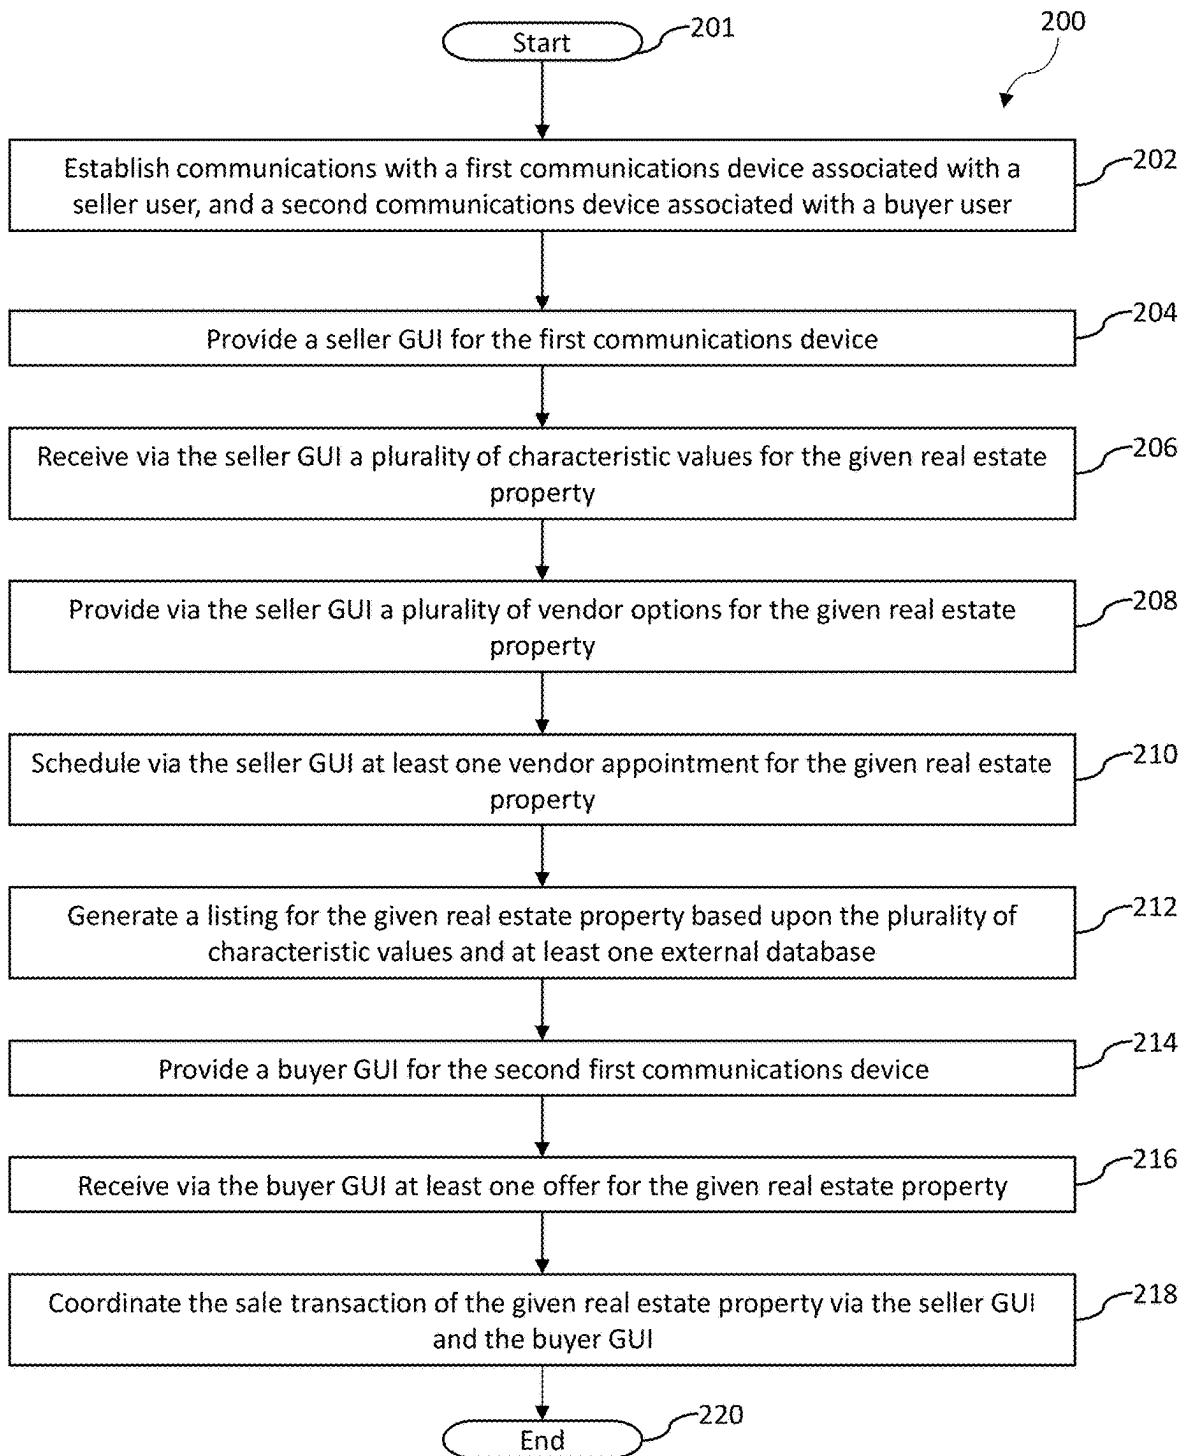 Start
201
200
Establish communications with a first communications device associated with a
seller user, and a second communications device associated with a buyer user
202
Provide a seller GUI for the first communications device
204
Receive via the seller GUI a plurality of characteristic values for the given real estate
property
206
Provide via the seller GUI a plurality of vendor options for the given real estate
property
208
Schedule via the seller GUI at least one vendor appointment for the given real estate
property
210
Generate a listing for the given real estate property based upon the plurality of
characteristic values and at least one external database
212
Provide a buyer GUI for the second first communications device
214
Receive via the buyer GUI at least one offer for the given real estate property
216
Coordinate the sale transaction of the given real estate property via the seller GUI
and the buyer GUI
218
End
220